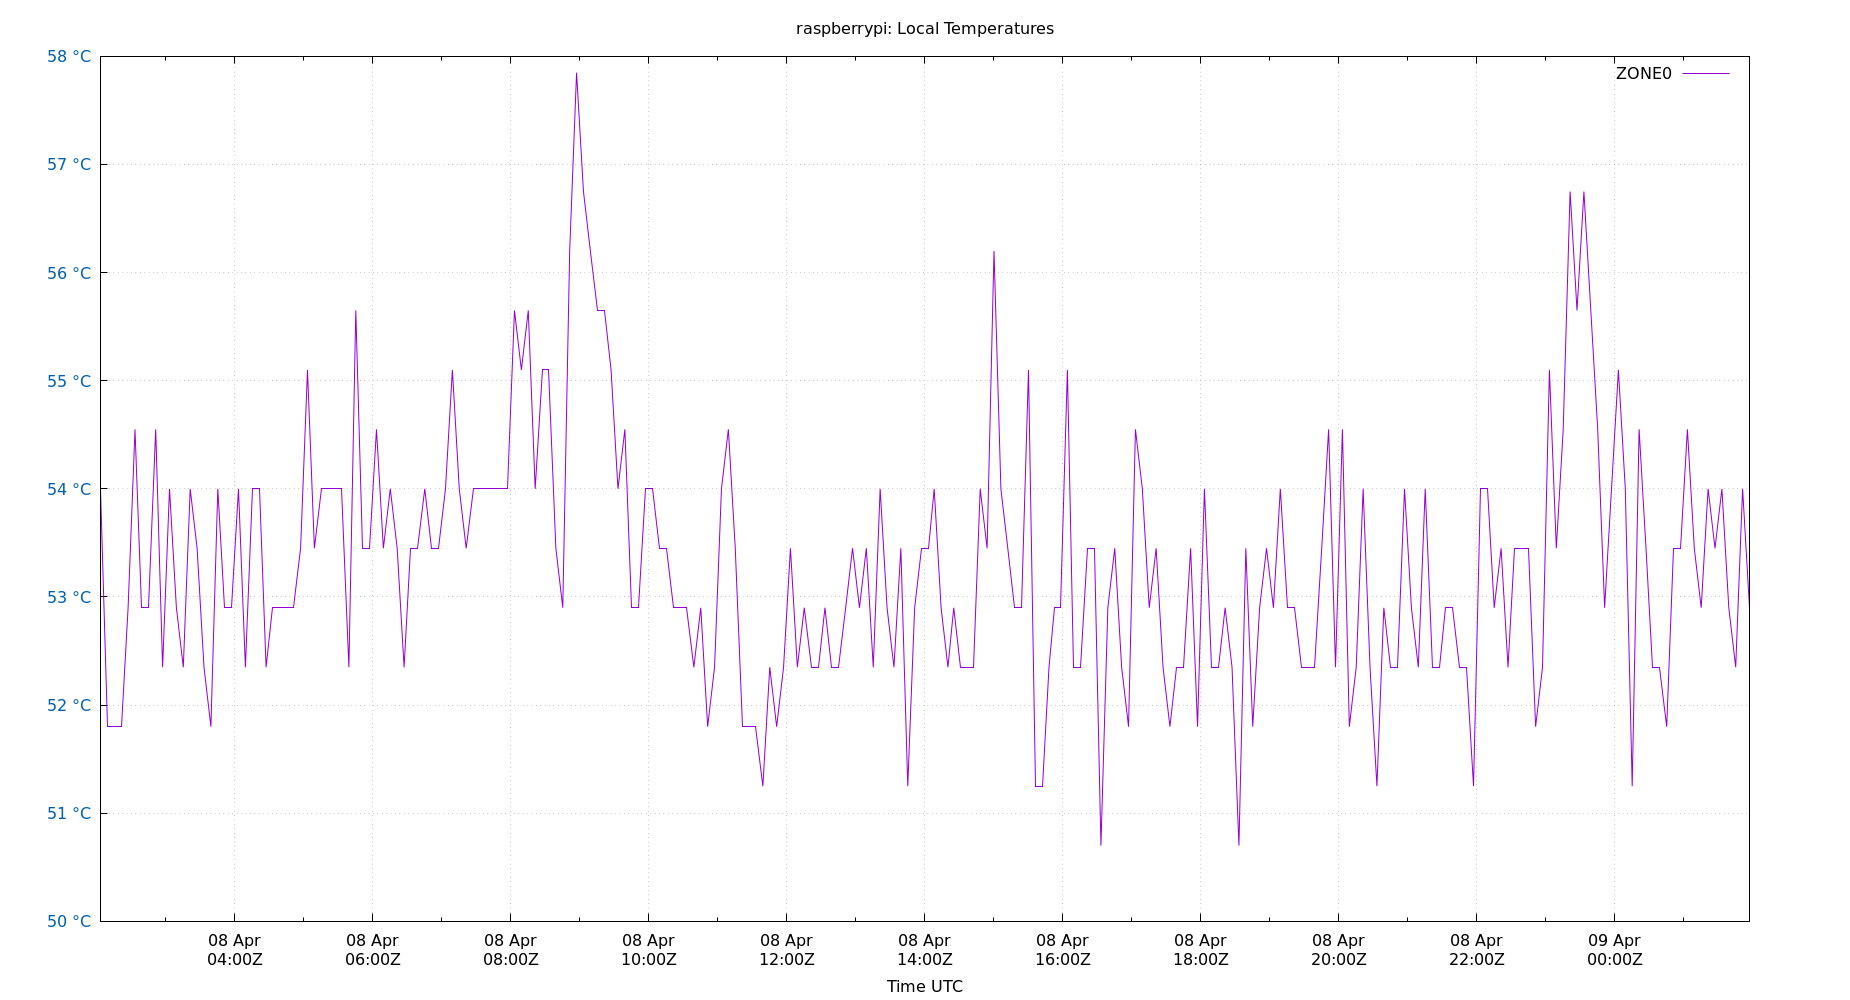 raspberrypi: Local Temperatures
58 °C
ZONE0
57 °C
56 °C
55 °C
54 °C
53 °C
52 °C
51 °C
50 °C
08 Apr 08 Apr 08 Apr 08 Apr 08 Apr 08 Apr 08 Apr 08 Apr 08 Apr 08 Apr 09 Apr
04:00Z 06:00Z 08:00Z 10:00Z 12:00Z 14:00Z 16:00Z 18:00Z 20:00Z 22:00Z 00:00Z
Time UTC